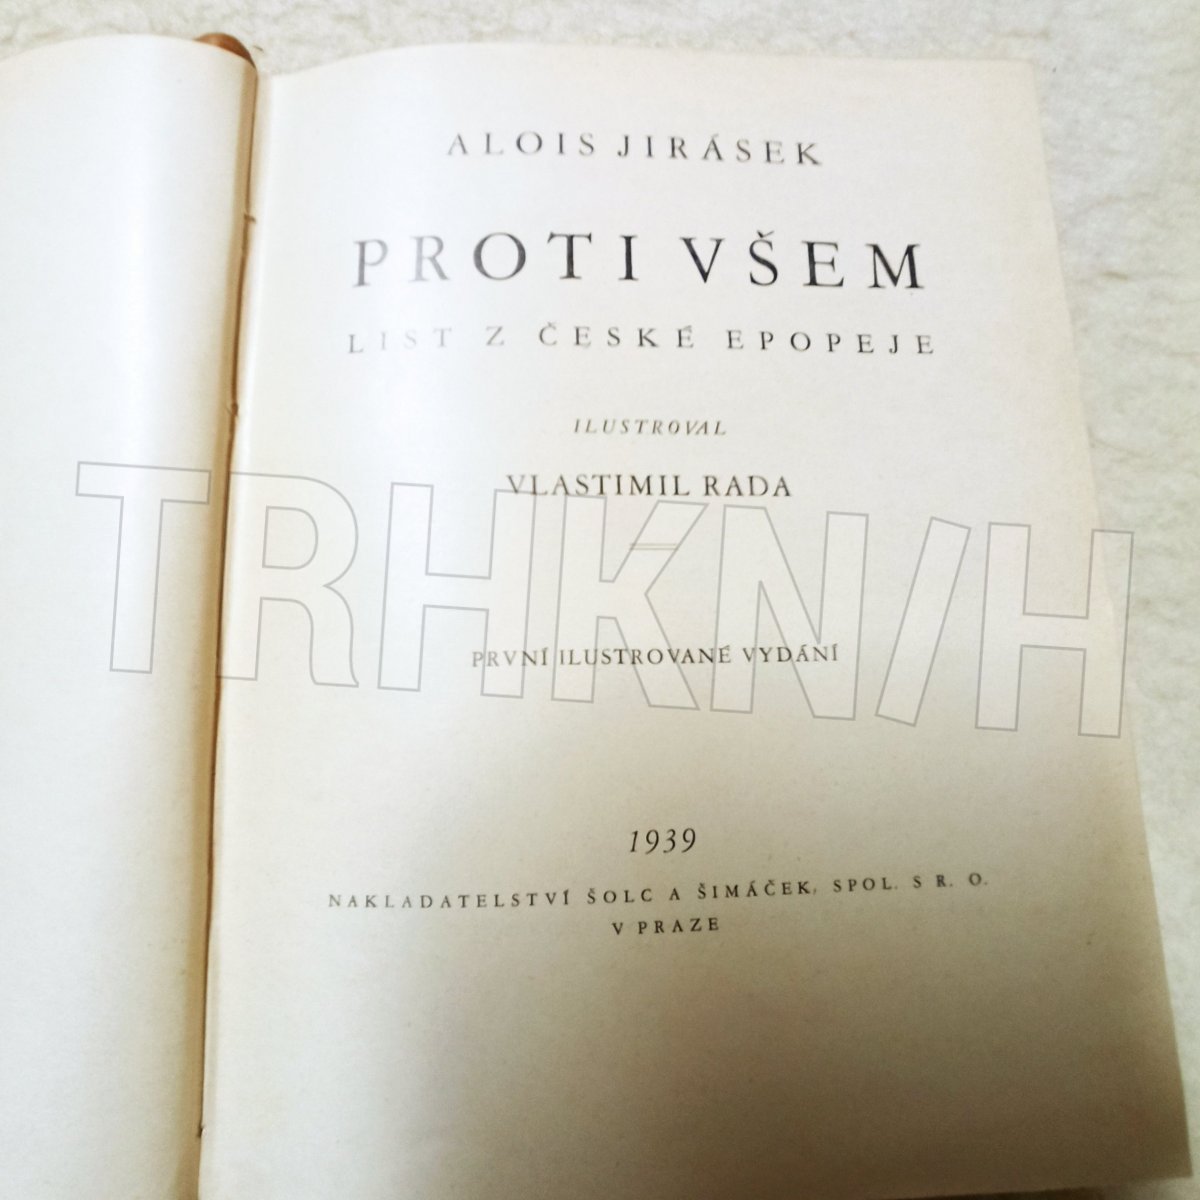 ALOIS JIRÁSEK
PROTI VŠEM
LIST Z ČESKÉ EPOPEJE
ILUSTROVAL
VLASTIMIL RADA
TRHKN/H
PRVNÍ ILUSTROVANÉ VYDÁNÍ
1939
NAKLADATELSTVÍ ŠOLC A ŠIMÁČEK, SPOL. S R. O.
V PRAZE